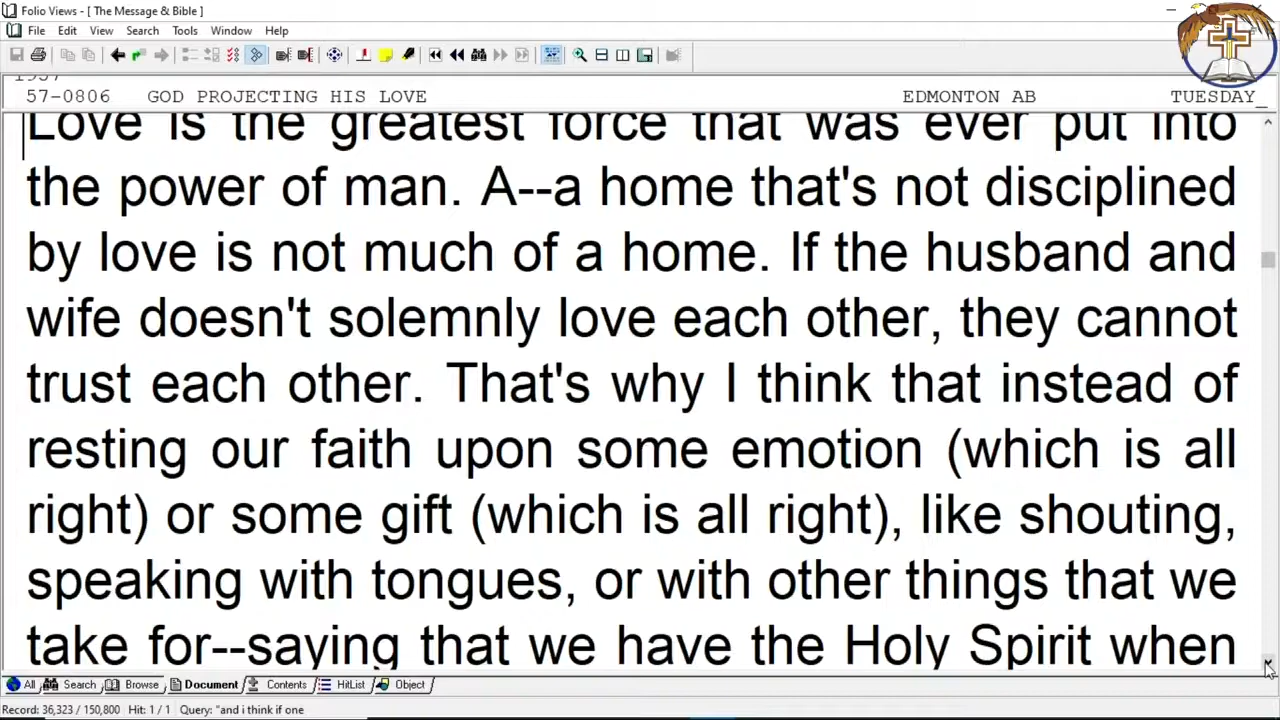 Folio Views - [ The Message & Bible ]
File Edit View Search Tools Window Help
1957
57-0806 GOD PROJECTING HIS LOVE EDMONTON AB TUESDAY_
Love is the greatest force that was ever put into
the power of man. A--a home that's not disciplined
by love is not much of a home. If the husband and
wife doesn't solemnly love each other, they cannot
trust each other. That's why I think that instead of
resting our faith upon some emotion (which is all
right) or some gift (which is all right), like shouting,
speaking with tongues, or with other things that we
take for--saying that we have the Holy Spirit when
All Search Browse Document Contents HitList Object
Record: 36,323 / 150,800 Hit: 1 / 1 Query: "and i think if one